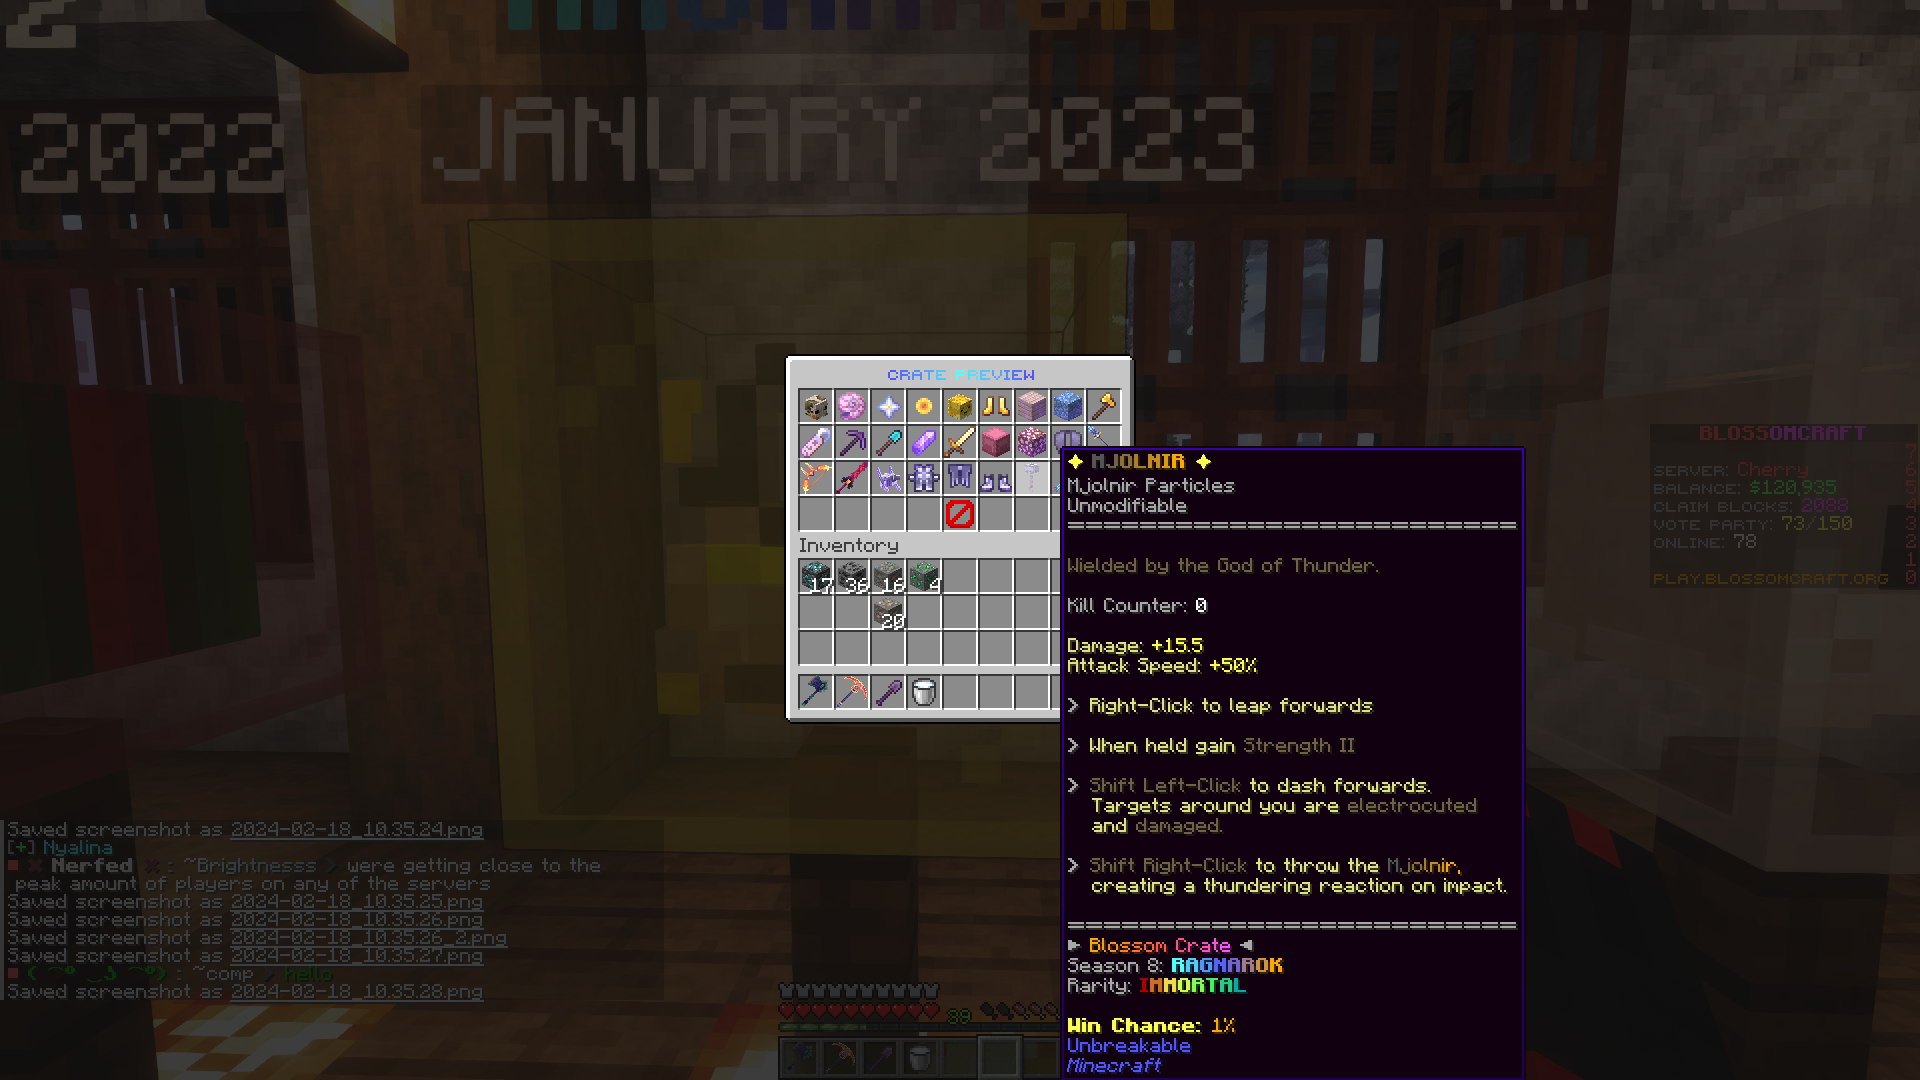 2022
JANUARY 2023
CRATE PREVIEW
✦ MJOLNIR ✦
Mjolnir Particles
Unmodifiable
Wielded by the God of Thunder.
Kill Counter: 0
Damage: +15.5
Attack Speed: +50%
> Right-Click to leap forwards
> When held gain Strength II
> Shift Left-Click to dash forwards.
Targets around you are electrocuted
and damaged.
> Shift Right-Click to throw the Mjolnir,
creating a thundering reaction on impact.
► Blossom Crate ◄
Season 8: RAGNAROK
Rarity: IMMORTAL
Win Chance: 1%
Unbreakable
Minecraft
Inventory
17 36 16 4
20
BLOSSOMCRAFT
7
SERVER: Cherry 6
BALANCE: $120,935 5
CLAIM BLOCKS: 2088 4
VOTE PARTY: 73/150 3
ONLINE: 78 2
1
PLAY.BLOSSOMCRAFT.ORG 0
Saved screenshot as 2024-02-18_10.35.24.png
[+] Nyalina
Nerfed : ~Brightnesss > were getting close to the
peak amount of players on any of the servers
Saved screenshot as 2024-02-18_10.35.25.png
Saved screenshot as 2024-02-18_10.35.26.png
Saved screenshot as 2024-02-18_10.35.26_2.png
Saved screenshot as 2024-02-18_10.35.27.png
: ~comp > hello
Saved screenshot as 2024-02-18_10.35.28.png
39